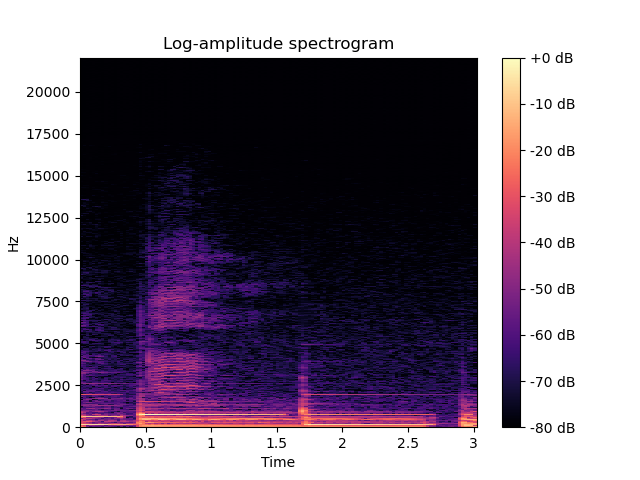 Log-amplitude spectrogram
Hz
20000
17500
15000
12500
10000
7500
5000
2500
0
0 0.5 1 1.5 2 2.5 3
Time
+0 dB
-10 dB
-20 dB
-30 dB
-40 dB
-50 dB
-60 dB
-70 dB
-80 dB